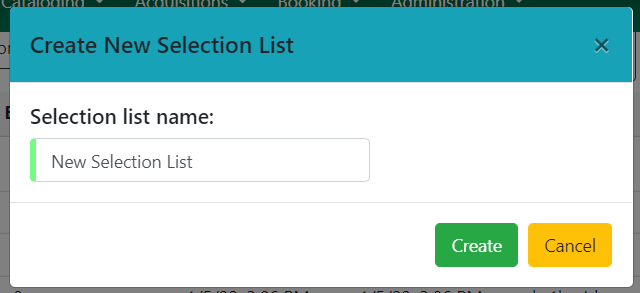 Cataloging Acquisitions Booking Administration
Create New Selection List ×
Selection list name:
New Selection List
Create Cancel